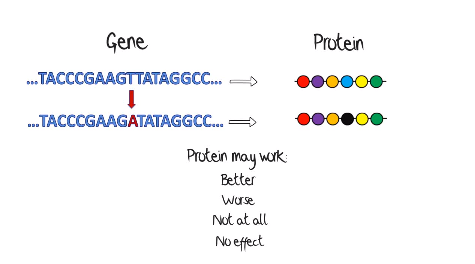 Gene
Protein
...TACCCGAAGTTATAGGCC...
...TACCCGAAGATATAGGCC...
Protein may work:
Better
Worse
Not at all
No effect